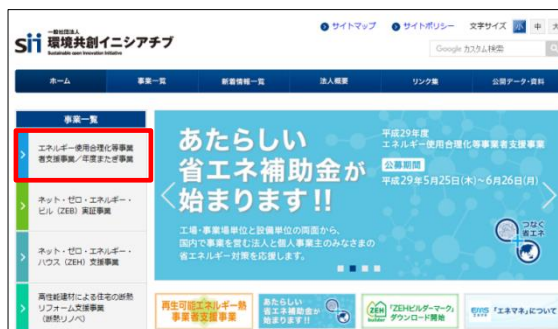 サイトマップ
サイトポリシー
文字サイズ 小 中 大
一般社団法人
Sii 環境共創イニシアチブ
Sustainable open Innovation Initiative
Google カスタム検索
ホーム
事業一覧
新着情報一覧
法人概要
リンク集
公開データ・資料
事業一覧
エネルギー使用合理化等事業
者支援事業/年度またぎ事業
ネット・ゼロ・エネルギー・
ビル(ZEB)実証事業
ネット・ゼロ・エネルギー・
ハウス(ZEH)支援事業
高性能建材による住宅の断熱
リフォーム支援事業
(断熱リノベ)
あたらしい
省エネ補助金が
始まります!!
平成29年度
エネルギー使用合理化等事業者支援事業
公募期間
平成29年5月25日(木)~6月26日(月)
工場・事業場単位と設備単位の両面から、
国内で事業を営む法人と個人事業主のみなさまの
省エネルギー対策を応援します。
つなぐ
省エネ
再生可能エネルギー熱
事業者支援事業
あたらしい
省エネ補助金が
始まります!!
ZEH
builder
「ZEHビルダーマーク」
ダウンロード開始
EMS 「エネマネ」について